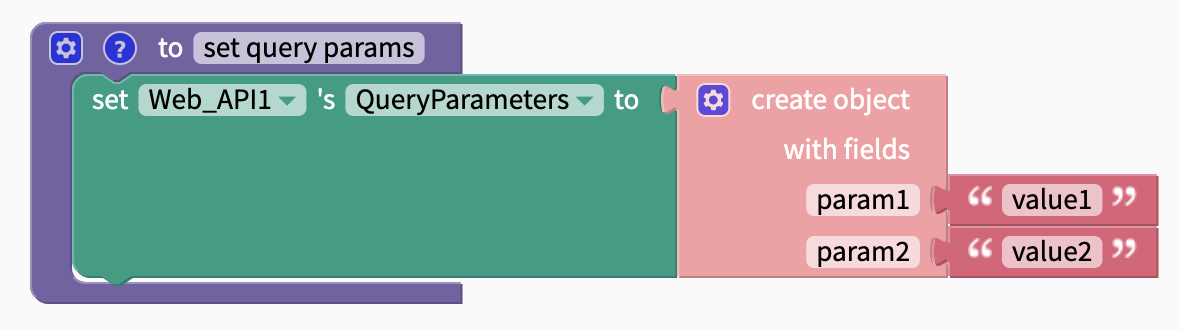 ? to set query params
set Web_API1 's QueryParameters to create object
with fields
param1 “ value1 ”
param2 “ value2 ”